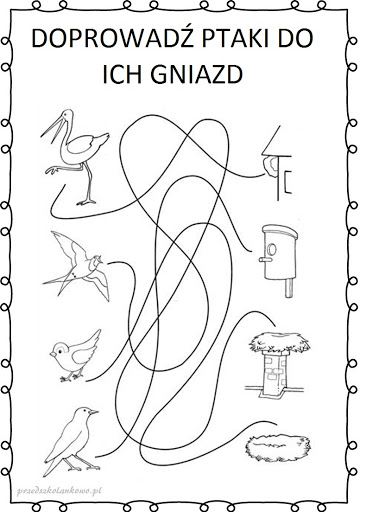 DOPROWADŹ PTAKI DO
ICH GNIAZD
przedszkolankowo.pl